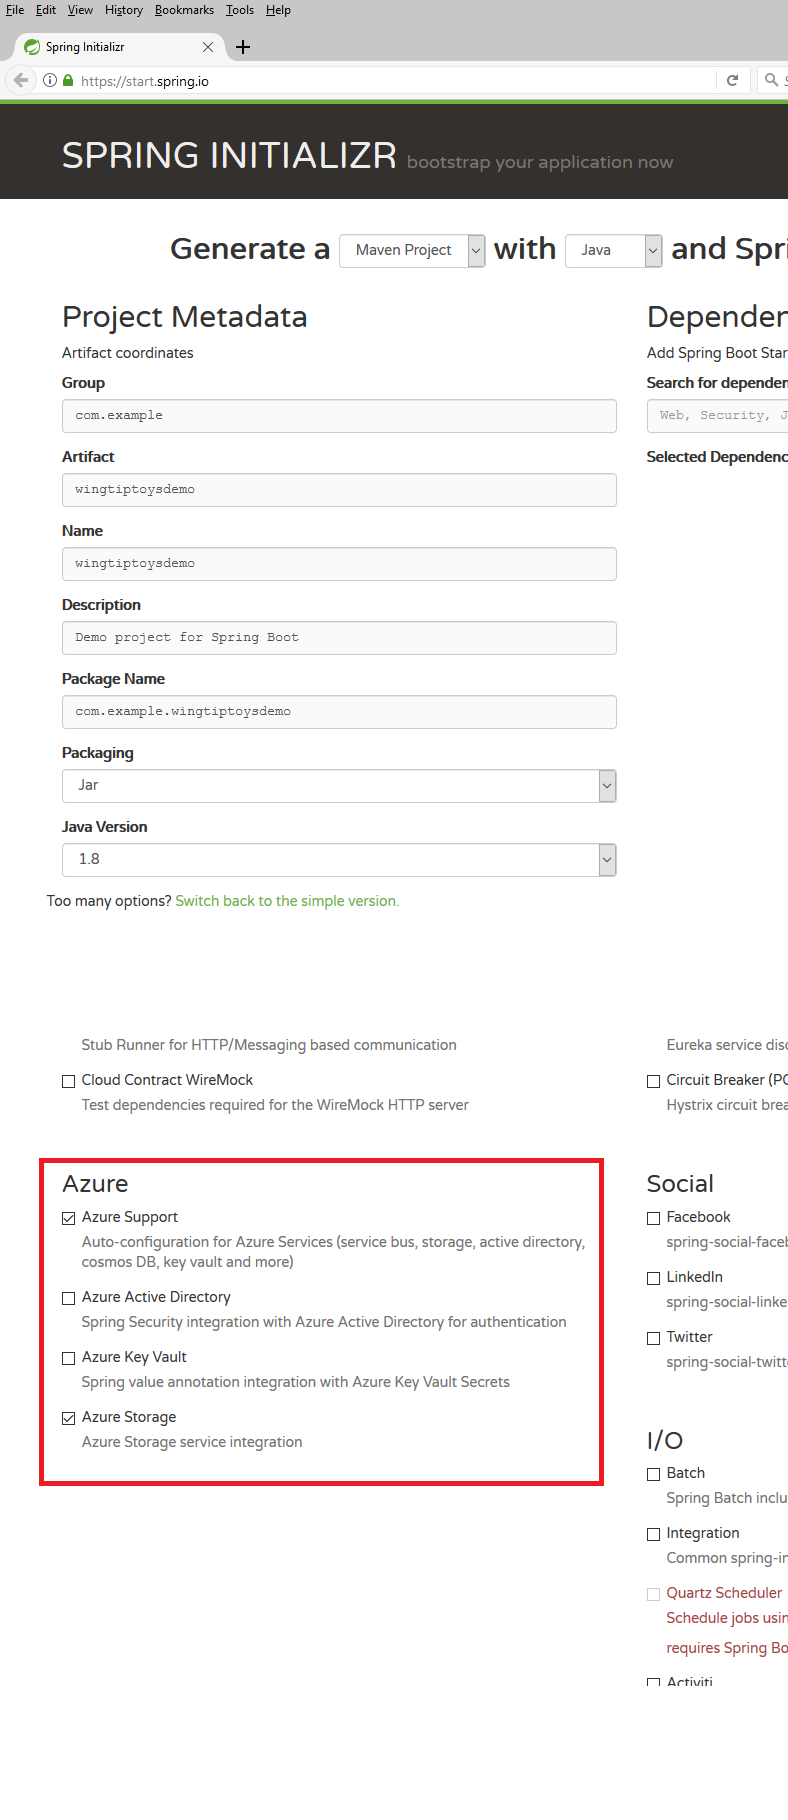 File Edit View History Bookmarks Tools Help
Spring Initializr
https://start.spring.io
SPRING INITIALIZR bootstrap your application now
Generate a Maven Project with Java and Spri
Project Metadata
Artifact coordinates
Group
com.example
Artifact
wingtiptoysdemo
Name
wingtiptoysdemo
Description
Demo project for Spring Boot
Package Name
com.example.wingtiptoysdemo
Packaging
Jar
Java Version
1.8
Too many options? Switch back to the simple version.
Dependen
Add Spring Boot Star
Search for dependen
Web, Security, J
Selected Dependenc
Stub Runner for HTTP/Messaging based communication
Cloud Contract WireMock
Test dependencies required for the WireMock HTTP server
Eureka service disc
Circuit Breaker (PC
Hystrix circuit brea
Azure
Azure Support
Auto-configuration for Azure Services (service bus, storage, active directory,
cosmos DB, key vault and more)
Azure Active Directory
Spring Security integration with Azure Active Directory for authentication
Azure Key Vault
Spring value annotation integration with Azure Key Vault Secrets
Azure Storage
Azure Storage service integration
Social
Facebook
spring-social-faceb
LinkedIn
spring-social-linke
Twitter
spring-social-twitte
I/O
Batch
Spring Batch inclu
Integration
Common spring-in
Quartz Scheduler
Schedule jobs usin
requires Spring Bo
Activiti